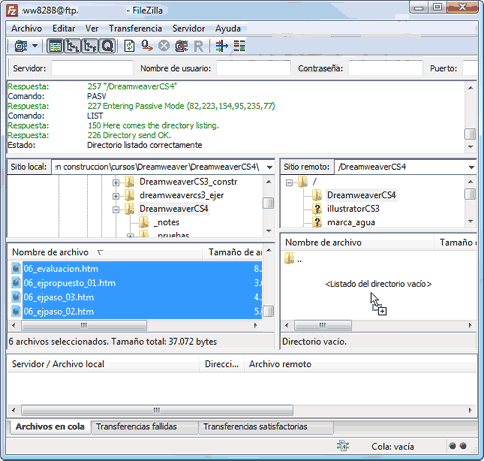 .ww8288@ftp. - FileZilla
Archivo Editar Ver Transferencia Servidor Ayuda
Servidor: Nombre de usuario: Contraseña: Puerto:
Respuesta: 257 "/DreamweaverCS4"
Comando: PASV
Respuesta: 227 Entering Passive Mode (82,223,154,95,235,77)
Comando: LIST
Respuesta: 150 Here comes the directory listing.
Respuesta: 226 Directory send OK.
Estado: Directorio listado correctamente
Sitio local: n construccion\cursos\Dreamweaver\DreamweaverCS4\
DreamweaverCS3_constr
dreamweavercs3_ejer
DreamweaverCS4
_notes
_pruebas
Sitio remoto: /DreamweaverCS4
/
DreamweaverCS4
illustratorCS3
marca_agua
Nombre de archivo Tamaño de ar
06_evaluacion.htm 8.
06_ejpropuesto_01.htm 3.
06_ejpaso_03.htm 4.
06_ejpaso_02.htm 5.
6 archivos seleccionados. Tamaño total: 37.072 bytes
Nombre de archivo Tamaño
..
<Listado del directorio vacío>
Directorio vacío.
Servidor / Archivo local Direcci... Archivo remoto
Archivos en cola Transferencias fallidas Transferencias satisfactorias
Cola: vacía